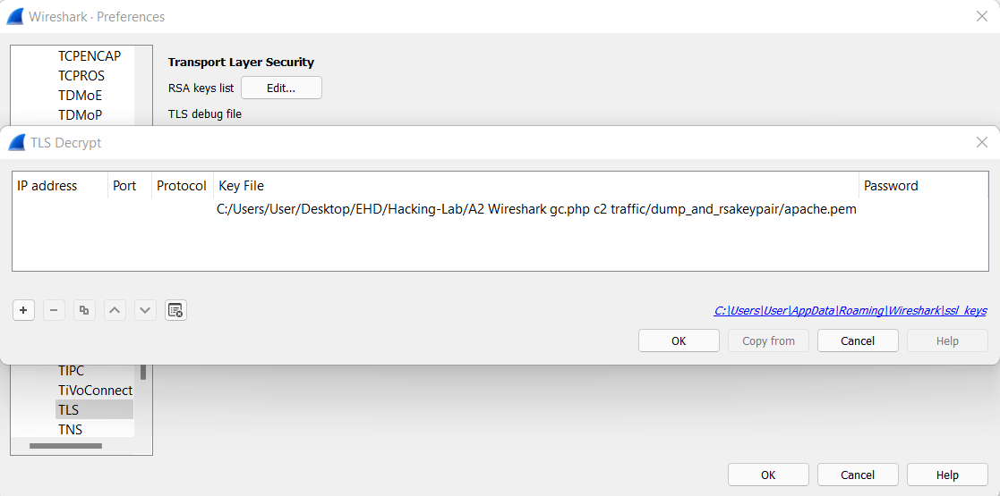 Wireshark · Preferences
TCPENCAP
TCPROS
TDMoE
TDMoP
Transport Layer Security
RSA keys list Edit...
TLS debug file
TLS Decrypt
IP address Port Protocol Key File Password
C:/Users/User/Desktop/EHD/Hacking-Lab/A2 Wireshark gc.php c2 traffic/dump_and_rsakeypair/apache.pem
C:\Users\User\AppData\Roaming\Wireshark\ssl_keys
OK Copy from Cancel Help
TIPC
TiVoConnect
TLS
TNS
OK Cancel Help